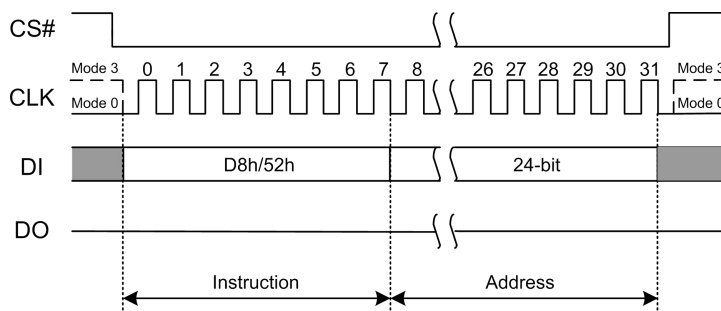 CS#
Mode 3 0 1 2 3 4 5 6 7 8 26 27 28 29 30 31 Mode 3
CLK
Mode 0 Mode 0
DI D8h/52h 24-bit
DO
Instruction Address